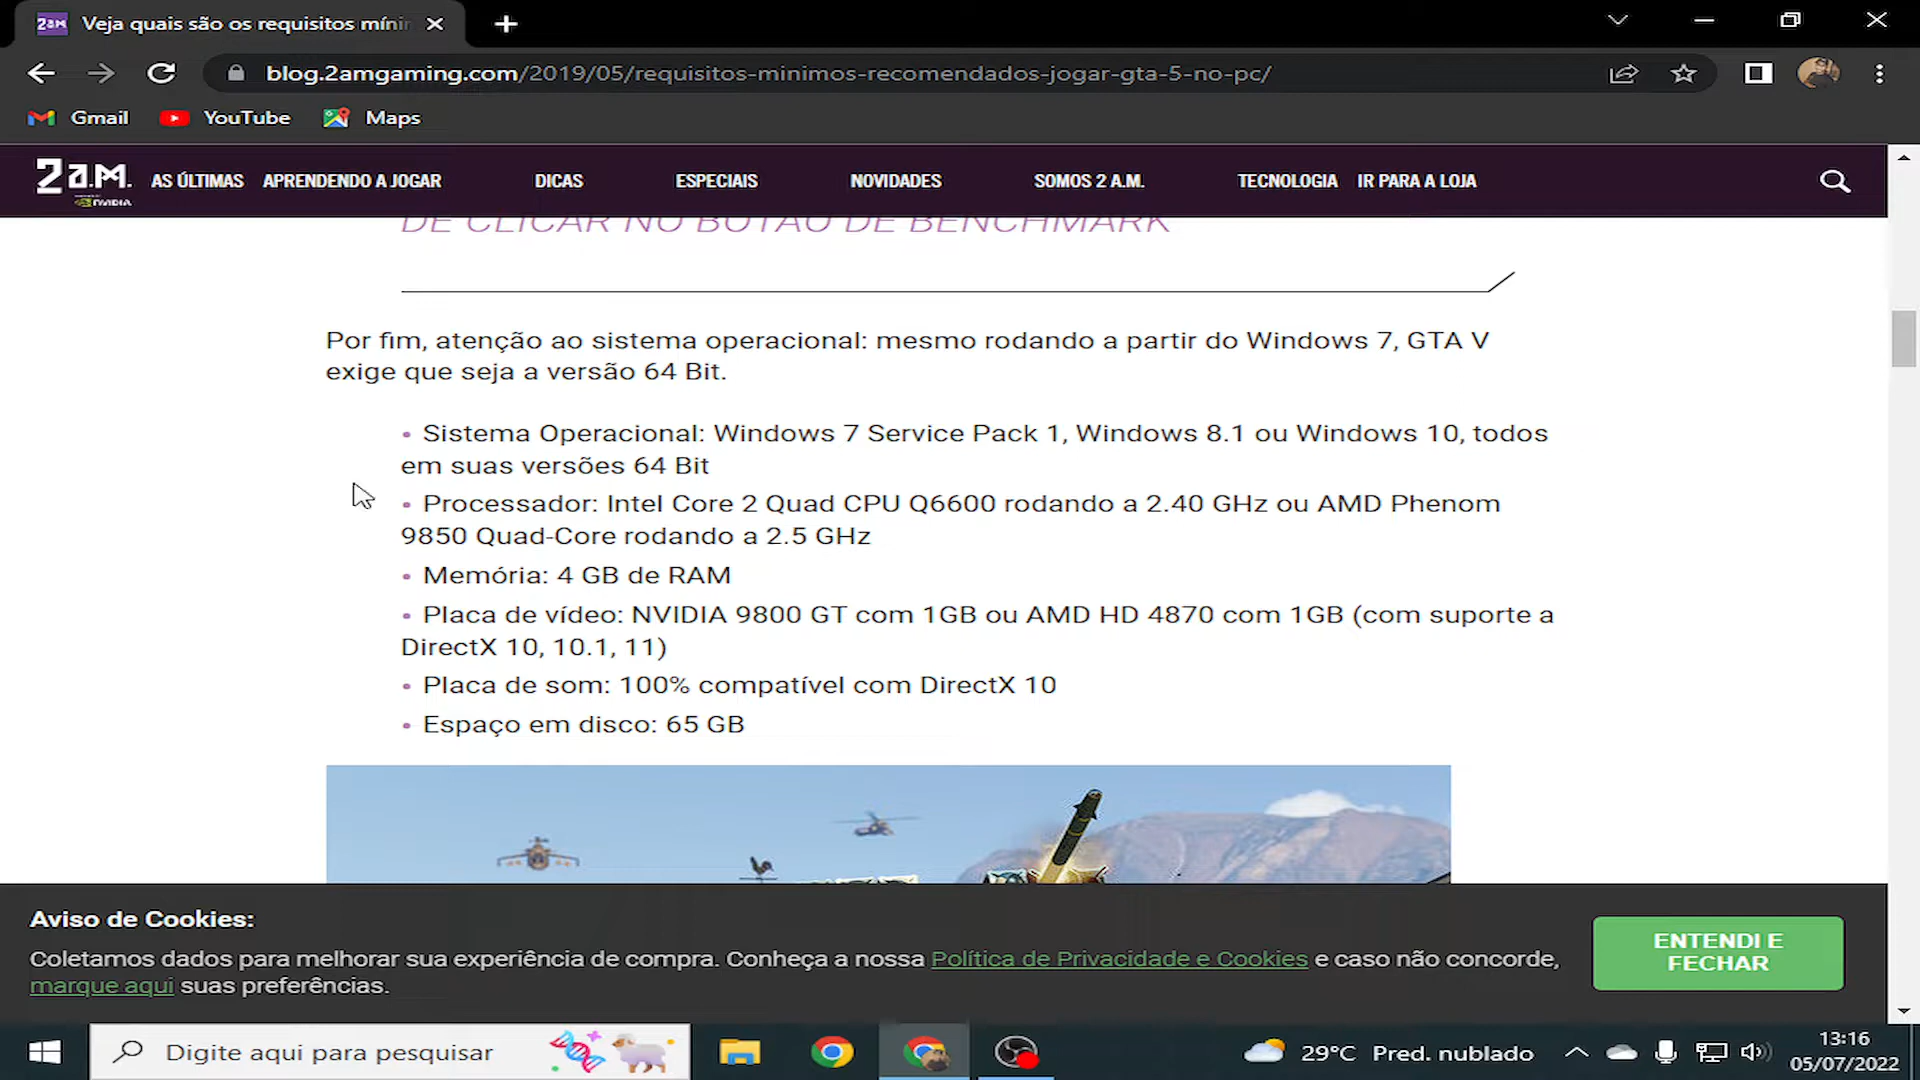 2am Veja quais são os requisitos míni
blog.2amgaming.com/2019/05/requisitos-minimos-recomendados-jogar-gta-5-no-pc/
Gmail YouTube Maps
2 a.m. AS ÚLTIMAS APRENDENDO A JOGAR DICAS ESPECIAIS NOVIDADES SOMOS 2 A.M. TECNOLOGIA IR PARA A LOJA
NVIDIA
DE CLICAR NO BOTÃO DE BENCHMARK
Por fim, atenção ao sistema operacional: mesmo rodando a partir do Windows 7, GTA V
exige que seja a versão 64 Bit.
• Sistema Operacional: Windows 7 Service Pack 1, Windows 8.1 ou Windows 10, todos
em suas versões 64 Bit
• Processador: Intel Core 2 Quad CPU Q6600 rodando a 2.40 GHz ou AMD Phenom
9850 Quad-Core rodando a 2.5 GHz
• Memória: 4 GB de RAM
• Placa de vídeo: NVIDIA 9800 GT com 1GB ou AMD HD 4870 com 1GB (com suporte a
DirectX 10, 10.1, 11)
• Placa de som: 100% compatível com DirectX 10
• Espaço em disco: 65 GB
Aviso de Cookies:
Coletamos dados para melhorar sua experiência de compra. Conheça a nossa Política de Privacidade e Cookies e caso não concorde,
marque aqui suas preferências.
ENTENDI E
FECHAR
Digite aqui para pesquisar
29°C Pred. nublado
13:16
05/07/2022